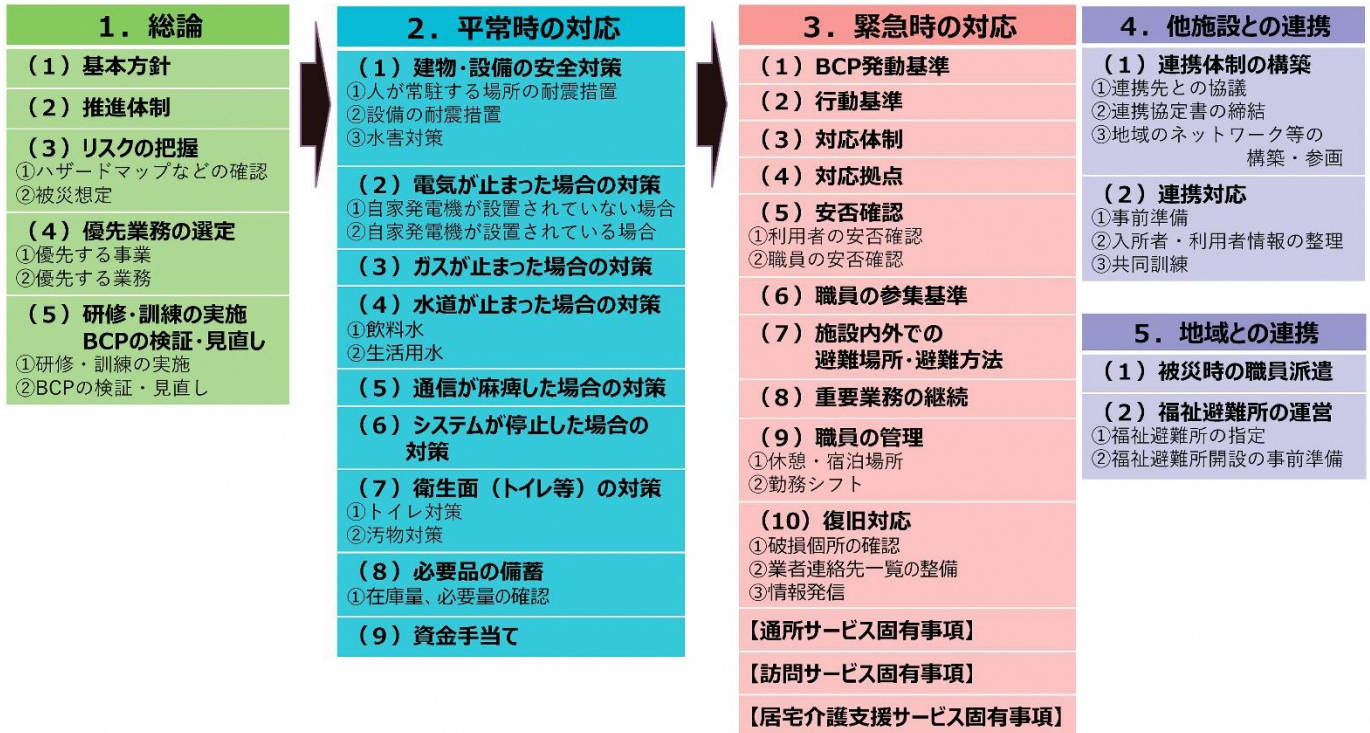 1．総論
（1）基本方針
（2）推進体制
（3）リスクの把握
①ハザードマップなどの確認
②被災想定
（4）優先業務の選定
①優先する事業
②優先する業務
（5）研修・訓練の実施
BCPの検証・見直し
①研修・訓練の実施
②BCPの検証・見直し
2．平常時の対応
（1）建物・設備の安全対策
①人が常駐する場所の耐震措置
②設備の耐震措置
③水害対策
（2）電気が止まった場合の対策
①自家発電機が設置されていない場合
②自家発電機が設置されている場合
（3）ガスが止まった場合の対策
（4）水道が止まった場合の対策
①飲料水
②生活用水
（5）通信が麻痺した場合の対策
（6）システムが停止した場合の
対策
（7）衛生面（トイレ等）の対策
①トイレ対策
②汚物対策
（8）必要品の備蓄
①在庫量、必要量の確認
（9）資金手当て
3．緊急時の対応
（1）BCP発動基準
（2）行動基準
（3）対応体制
（4）対応拠点
（5）安否確認
①利用者の安否確認
②職員の安否確認
（6）職員の参集基準
（7）施設内外での
避難場所・避難方法
（8）重要業務の継続
（9）職員の管理
①休憩・宿泊場所
②勤務シフト
（10）復旧対応
①破損個所の確認
②業者連絡先一覧の整備
③情報発信
【通所サービス固有事項】
【訪問サービス固有事項】
【居宅介護支援サービス固有事項】
4．他施設との連携
（1）連携体制の構築
①連携先との協議
②連携協定書の締結
③地域のネットワーク等の
構築・参画
（2）連携対応
①事前準備
②入所者・利用者情報の整理
③共同訓練
5．地域との連携
（1）被災時の職員派遣
（2）福祉避難所の運営
①福祉避難所の指定
②福祉避難所開設の事前準備